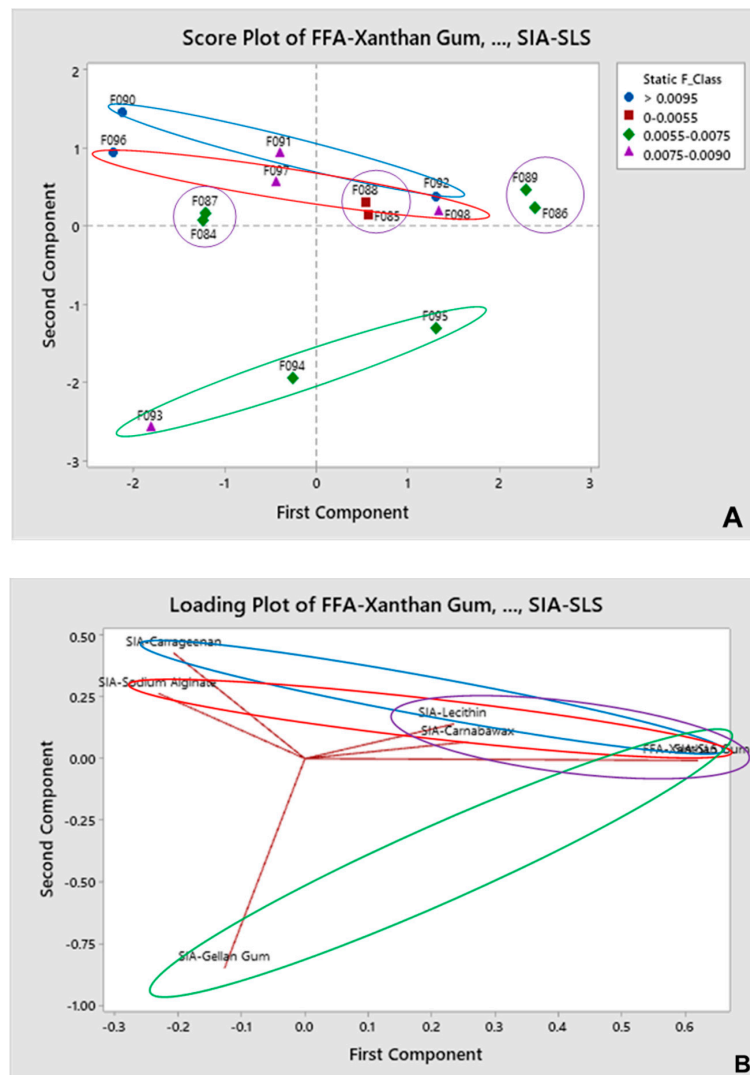 Score Plot of FFA-Xanthan Gum, ..., SIA-SLS
Static F_Class
> 0.0095
0-0.0055
0.0055-0.0075
0.0075-0.0090
2
1
0
-1
-2
-3
Second Component
F090
F096
F091
F097
F092
F098
F088
F085
F089
F086
F087
F084
F095
F094
F093
-2 -1 0 1 2 3
First Component
A
Loading Plot of FFA-Xanthan Gum, ..., SIA-SLS
0.50
0.25
0.00
-0.25
-0.50
-0.75
-1.00
Second Component
SIA-Carrageenan
SIA-Sodium Alginate
SIA-Lecithin
SIA-Carnabawax
SIA-Gellan Gum
-0.3 -0.2 -0.1 0.0 0.1 0.2 0.3 0.4 0.5 0.6
First Component
B